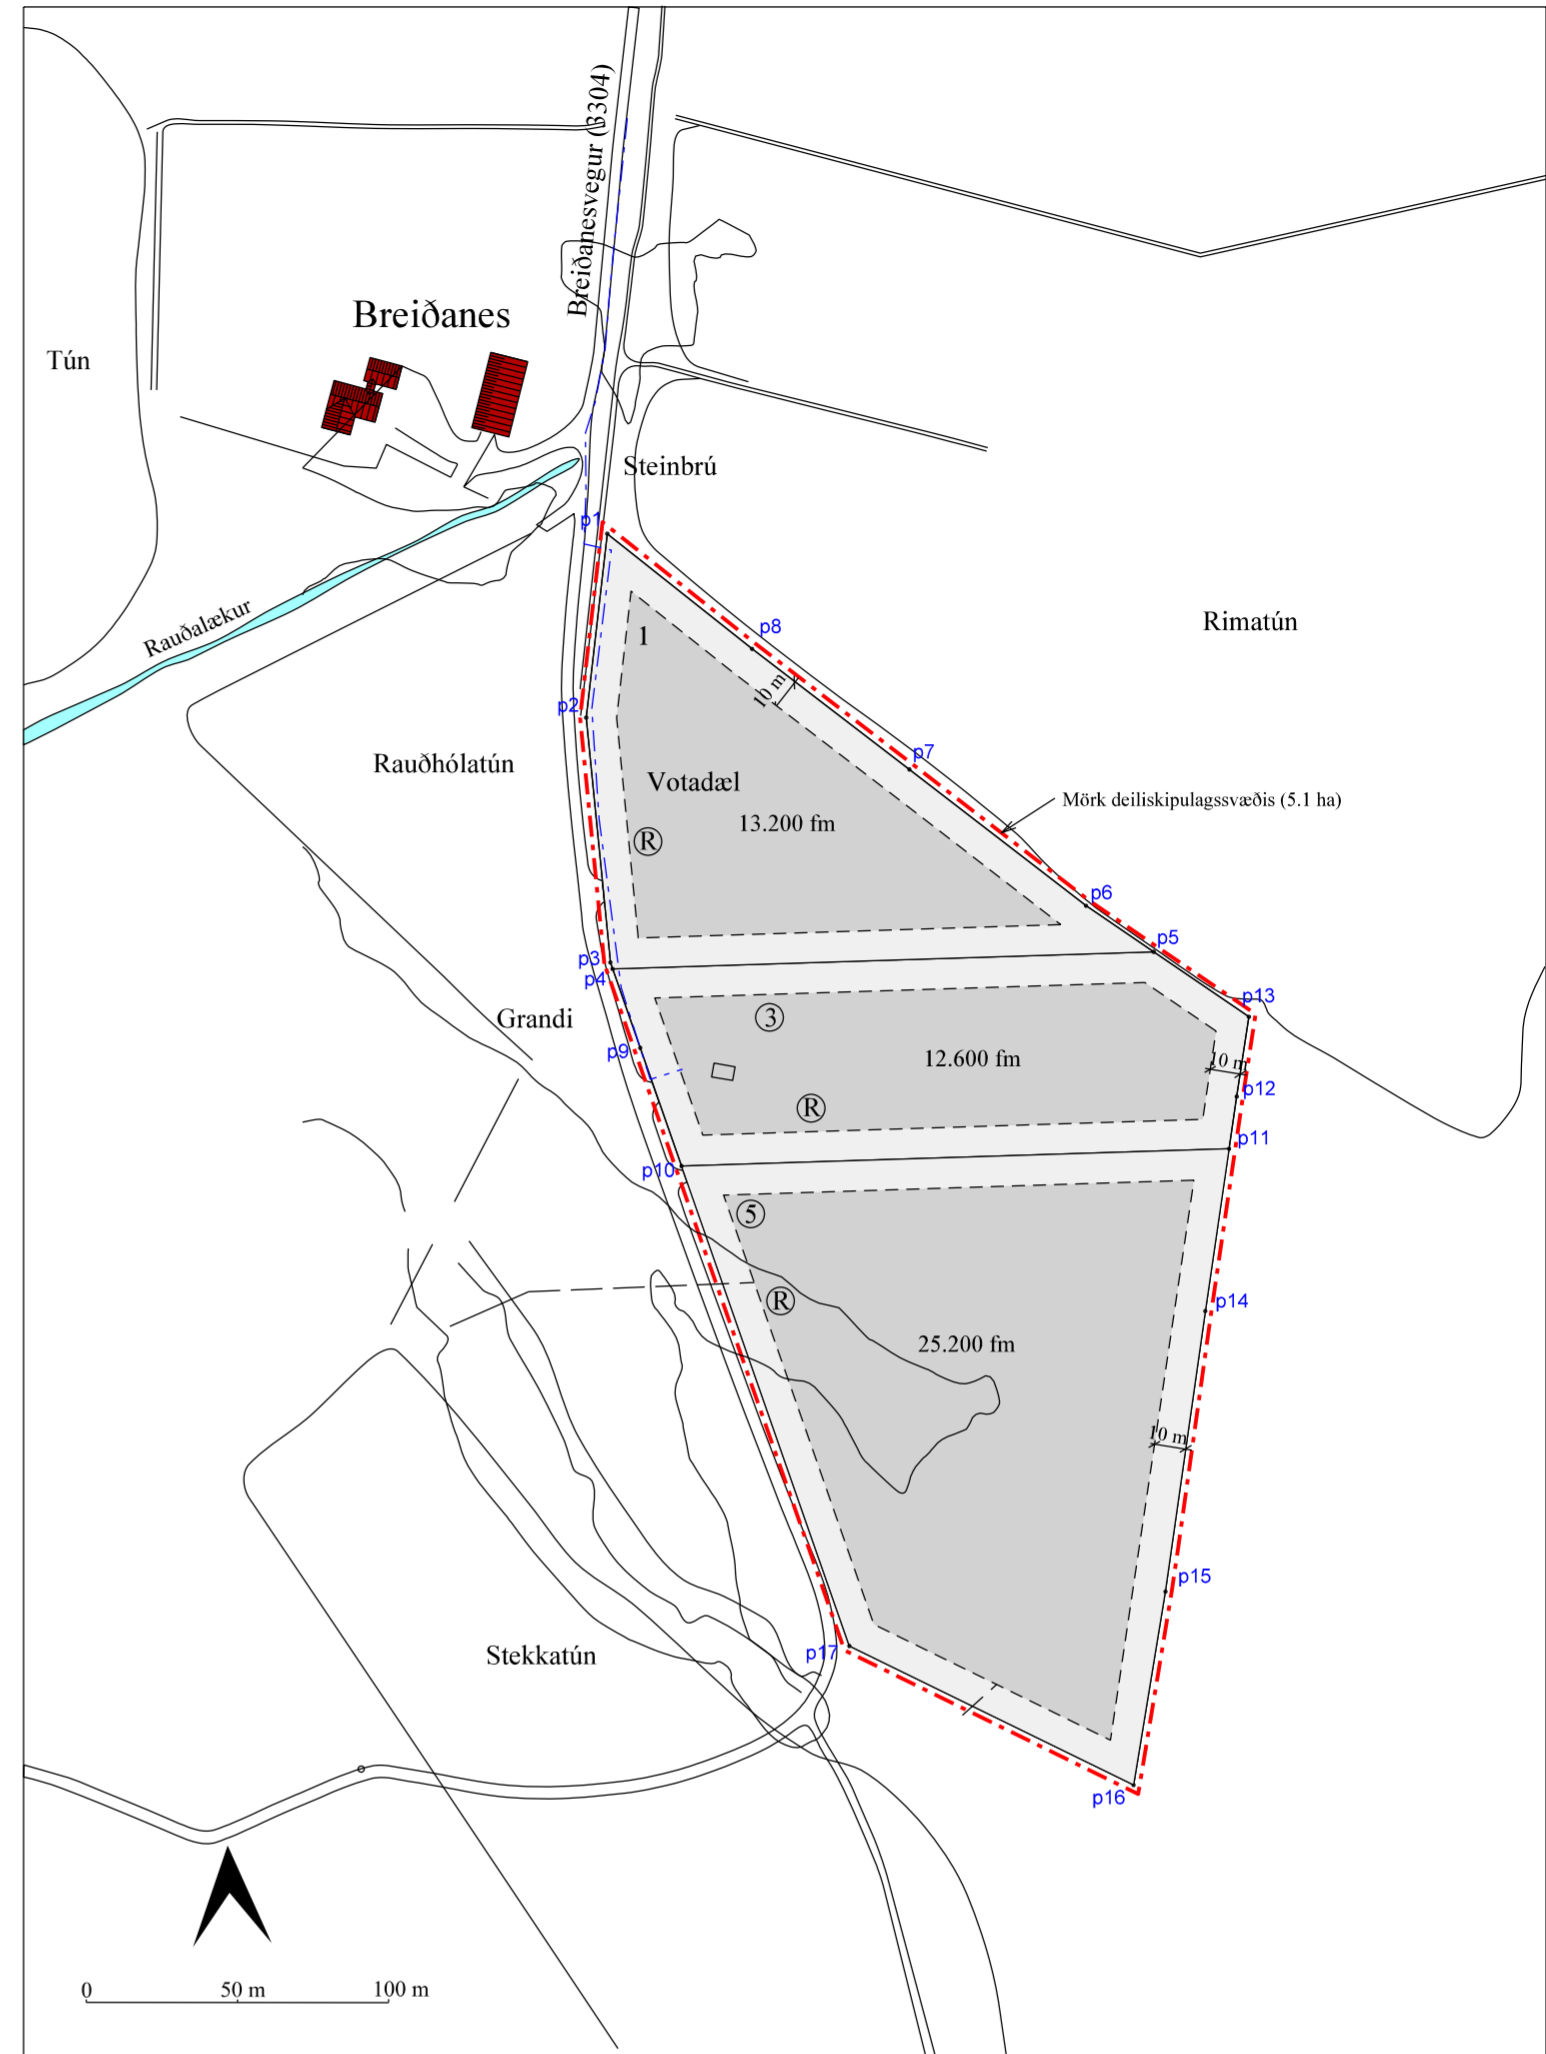 Breiðanesvegur (3304)
Breiðanes
Tún
Steinbrú
p1
Rauðalækur
Rimatún
p8
1
10 m
p2
Rauðhólatún
p7
Votadæl
Mörk deiliskipulagssvæðis (5.1 ha)
13.200 fm
R
p6
p5
p3
p4
p13
Grandi
3
p9
12.600 fm
10 m
p12
R
p11
p10
5
R
p14
25.200 fm
10 m
p15
p17
Stekkatún
p16
0 50 m 100 m